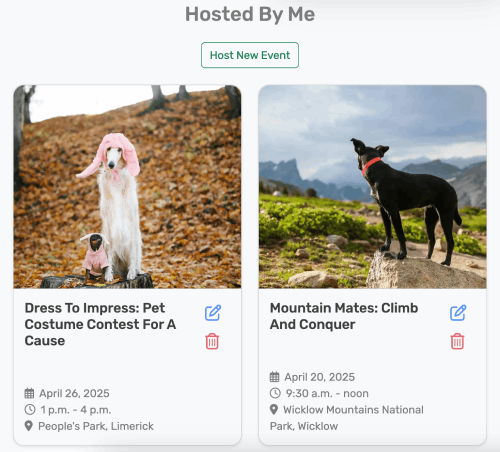 Hosted By Me
Host New Event
Dress To Impress: Pet
Costume Contest For A
Cause
April 26, 2025
1 p.m. - 4 p.m.
People's Park, Limerick
Mountain Mates: Climb
And Conquer
April 20, 2025
9:30 a.m. - noon
Wicklow Mountains National
Park, Wicklow